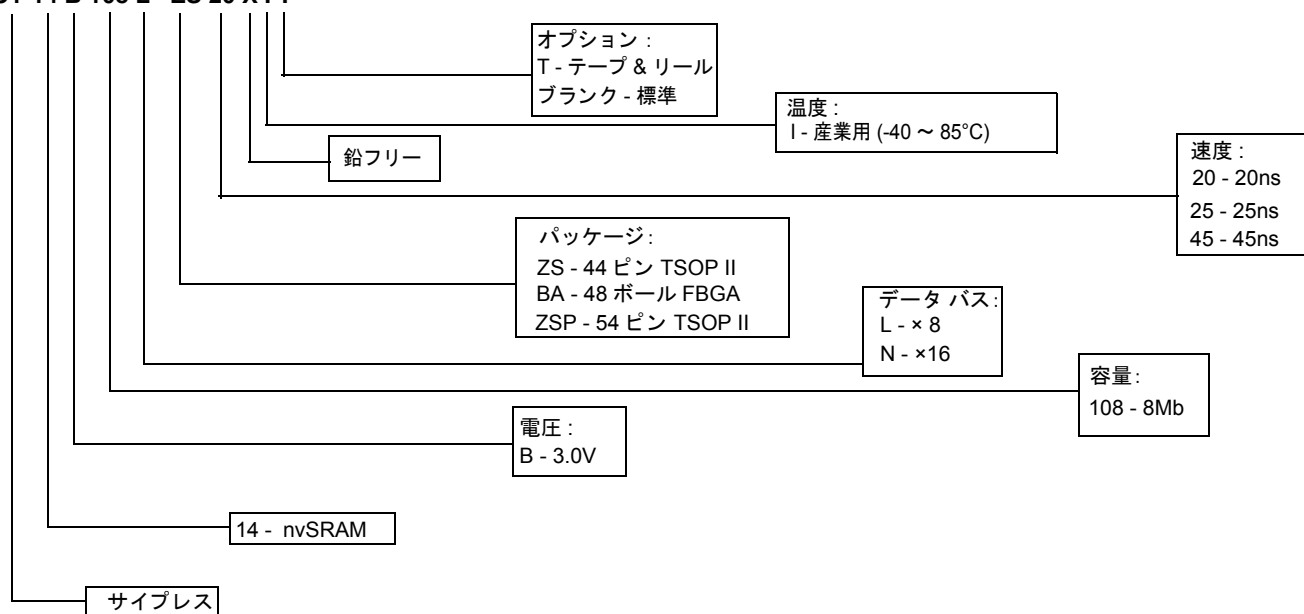 オプション :
T - テープ & リール
ブランク - 標準
温度 :
I - 産業用 (-40 ～ 85°C)
鉛フリー
速度 :
20 - 20ns
25 - 25ns
45 - 45ns
パッケージ :
ZS - 44 ピン TSOP II
BA - 48 ボール FBGA
ZSP - 54 ピン TSOP II
データ バス :
L - × 8
N - ×16
容量 :
108 - 8Mb
電圧 :
B - 3.0V
14 - nvSRAM
サイプレス